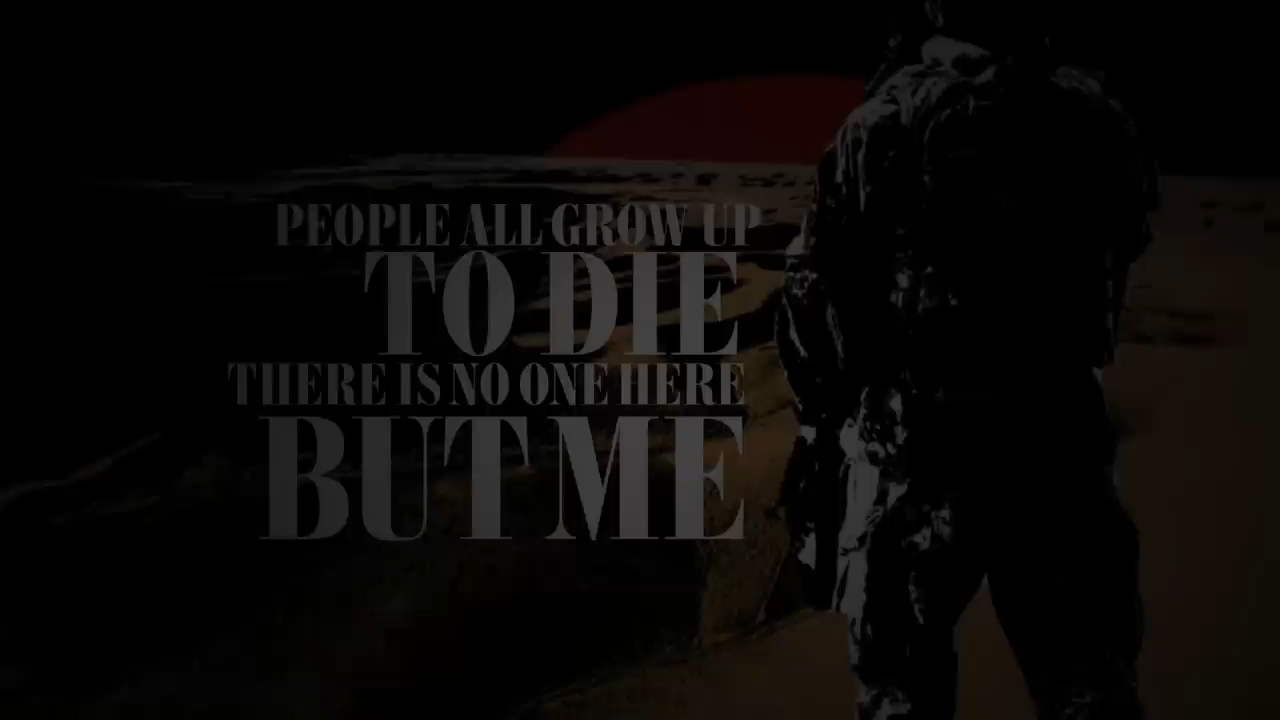 PEOPLE ALL GROW UP
TO DIE
THERE IS NO ONE HERE
BUT ME